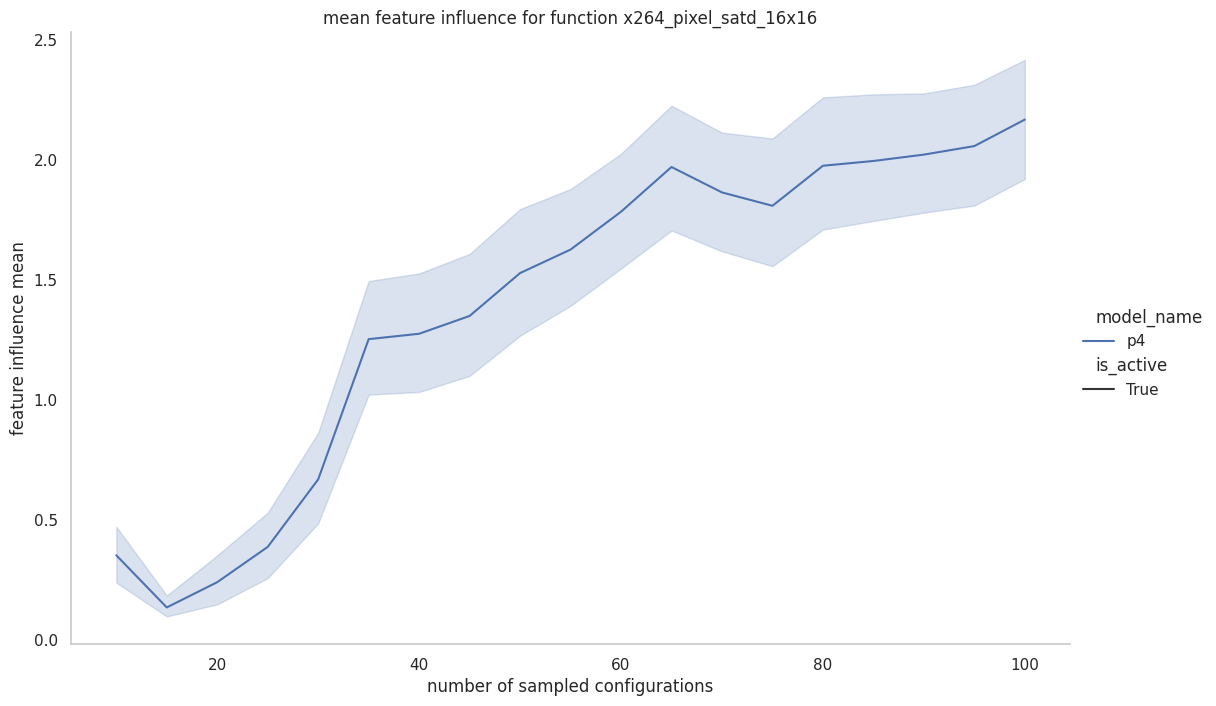 mean feature influence for function x264_pixel_satd_16x16
2.5
2.0
1.5
1.0
0.5
0.0
feature influence mean
20
40
60
80
100
number of sampled configurations
model_name
p4
is_active
True